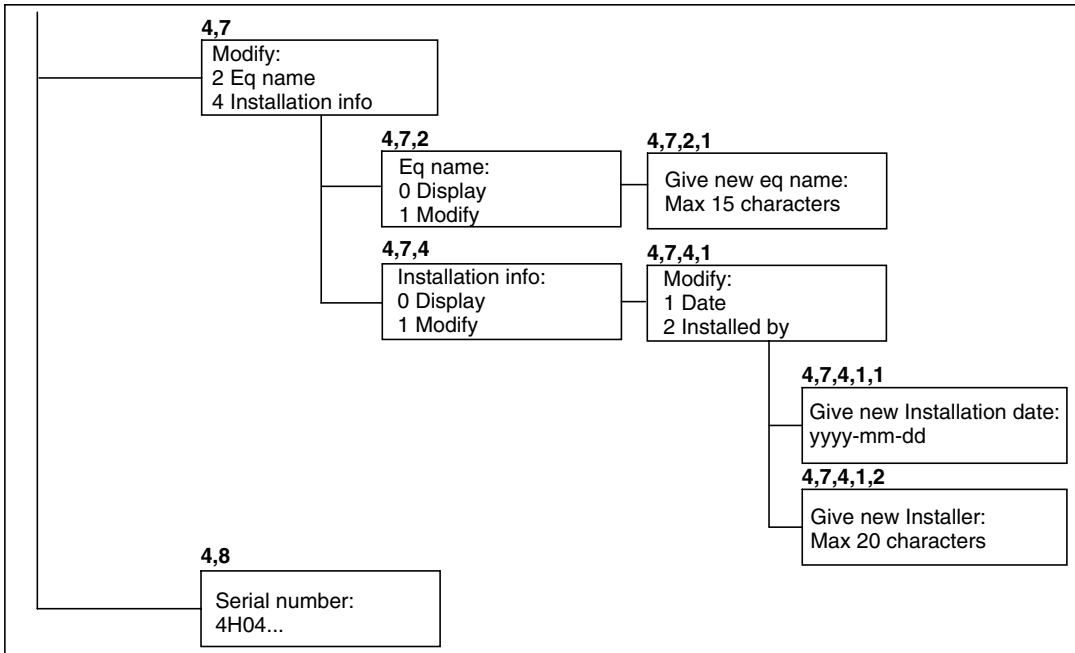 4,7
Modify:
2 Eq name
4 Installation info
4,7,2
Eq name:
0 Display
1 Modify
4,7,2,1
Give new eq name:
Max 15 characters
4,7,4
Installation info:
0 Display
1 Modify
4,7,4,1
Modify:
1 Date
2 Installed by
4,7,4,1,1
Give new Installation date:
yyyy-mm-dd
4,7,4,1,2
Give new Installer:
Max 20 characters
4,8
Serial number:
4H04...